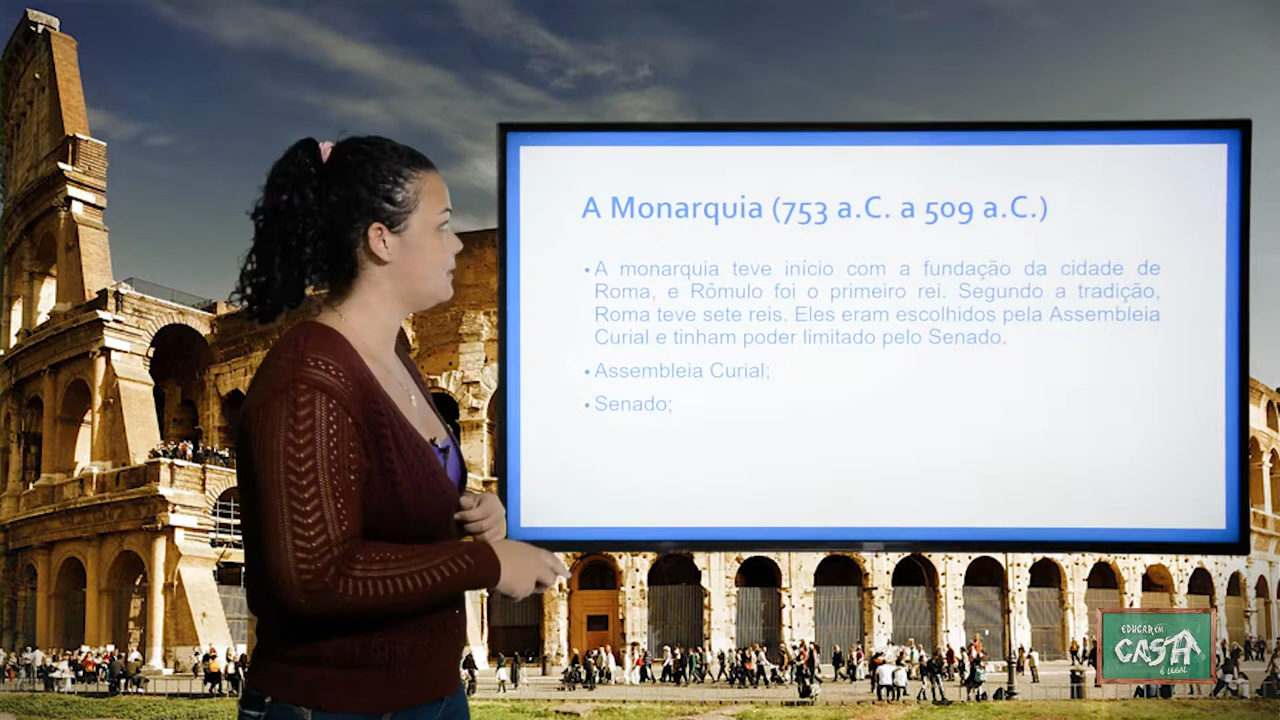 A Monarquia (753 a.C. a 509 a.C.)
• A monarquia teve início com a fundação da cidade de
Roma, e Rômulo foi o primeiro rei. Segundo a tradição,
Roma teve sete reis. Eles eram escolhidos pela Assembleia
Curial e tinham poder limitado pelo Senado.
• Assembleia Curial;
• Senado;
EDUCAR EM
CASA
É LEGAL